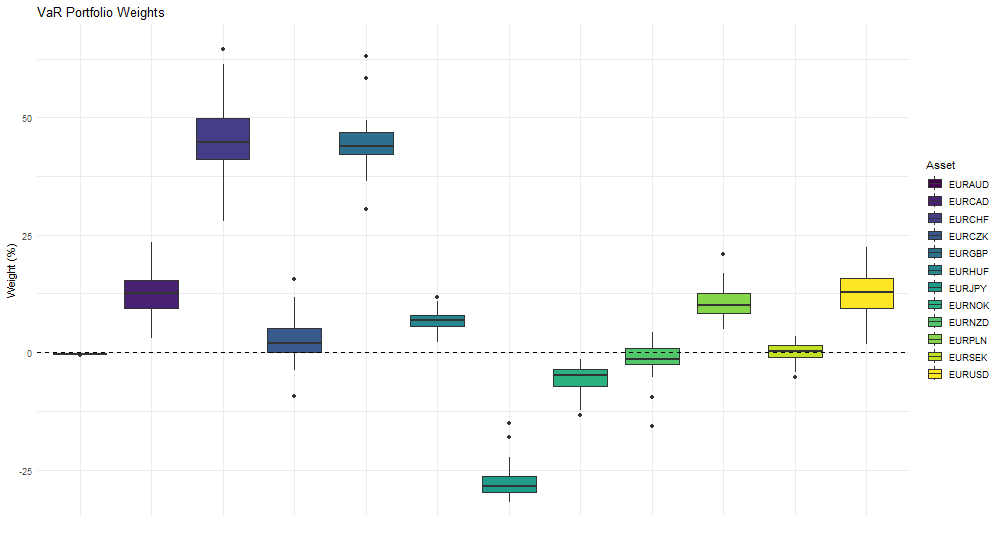 VaR Portfolio Weights
Weight (%)
50
25
0
-25
Asset
EURAUD
EURCAD
EURCHF
EURCZK
EURGBP
EURHUF
EURJPY
EURNOK
EURNZD
EURPLN
EURSEK
EURUSD